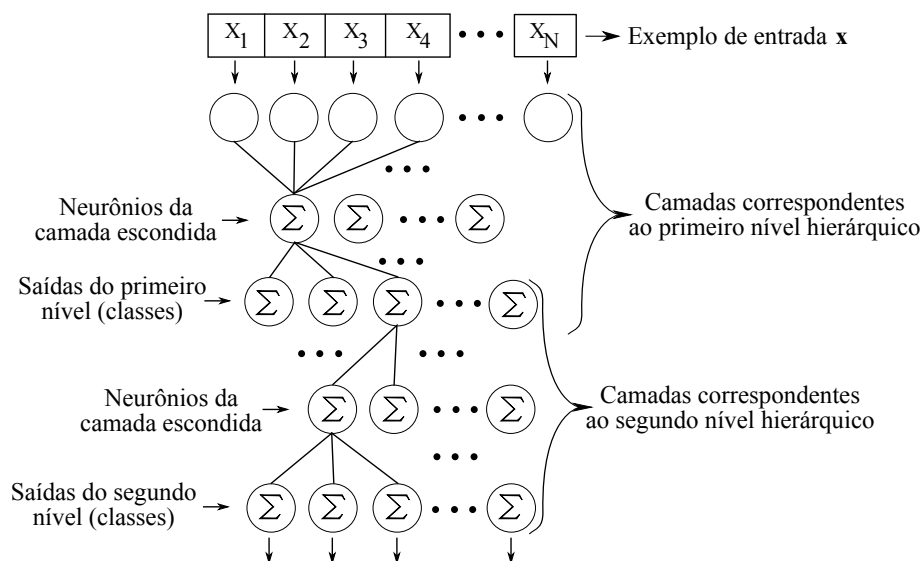 X1 X2 X3 X4 ••• XN Exemplo de entrada x
•••
•••
Neurônios da
camada escondida
Σ Σ ••• Σ
Camadas correspondentes
ao primeiro nível hierárquico
•••
Saídas do primeiro
nível (classes)
Σ Σ Σ ••• Σ
••• •••
Neurônios da
camada escondida
Σ Σ ••• Σ
Camadas correspondentes
ao segundo nível hierárquico
•••
Saídas do segundo
nível (classes)
Σ Σ Σ ••• Σ